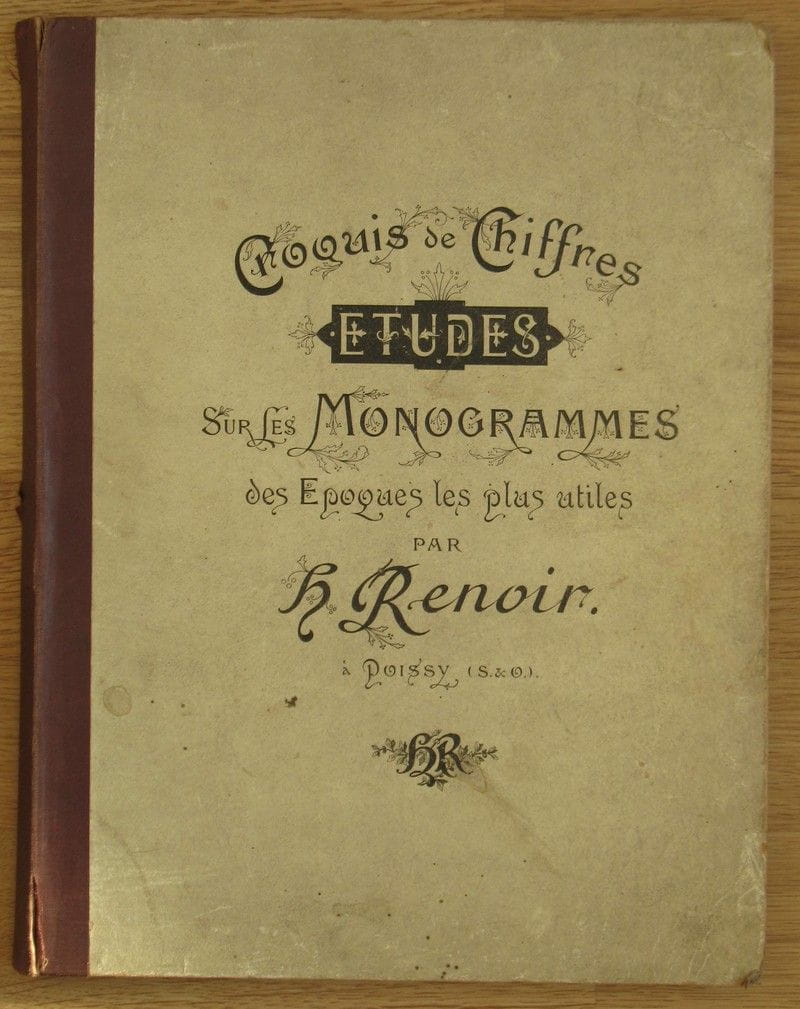 Croquis de Chiffres
ETUDES
SUR LES MONOGRAMMES
des Epoques les plus utiles
PAR
H. Renoir.
à Poissy (S.&O.).
HR